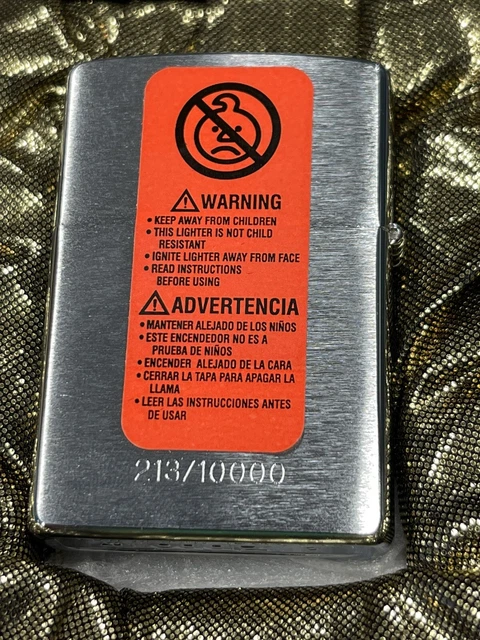 WARNING
• KEEP AWAY FROM CHILDREN
• THIS LIGHTER IS NOT CHILD
RESISTANT
• IGNITE LIGHTER AWAY FROM FACE
• READ INSTRUCTIONS
BEFORE USING
ADVERTENCIA
• MANTENER ALEJADO DE LOS NIÑOS
• ESTE ENCENDEDOR NO ES A
PRUEBA DE NIÑOS
• ENCENDER ALEJADO DE LA CARA
• CERRAR LA TAPA PARA APAGAR LA
LLAMA
• LEER LAS INSTRUCCIONES ANTES
DE USAR
213/10000